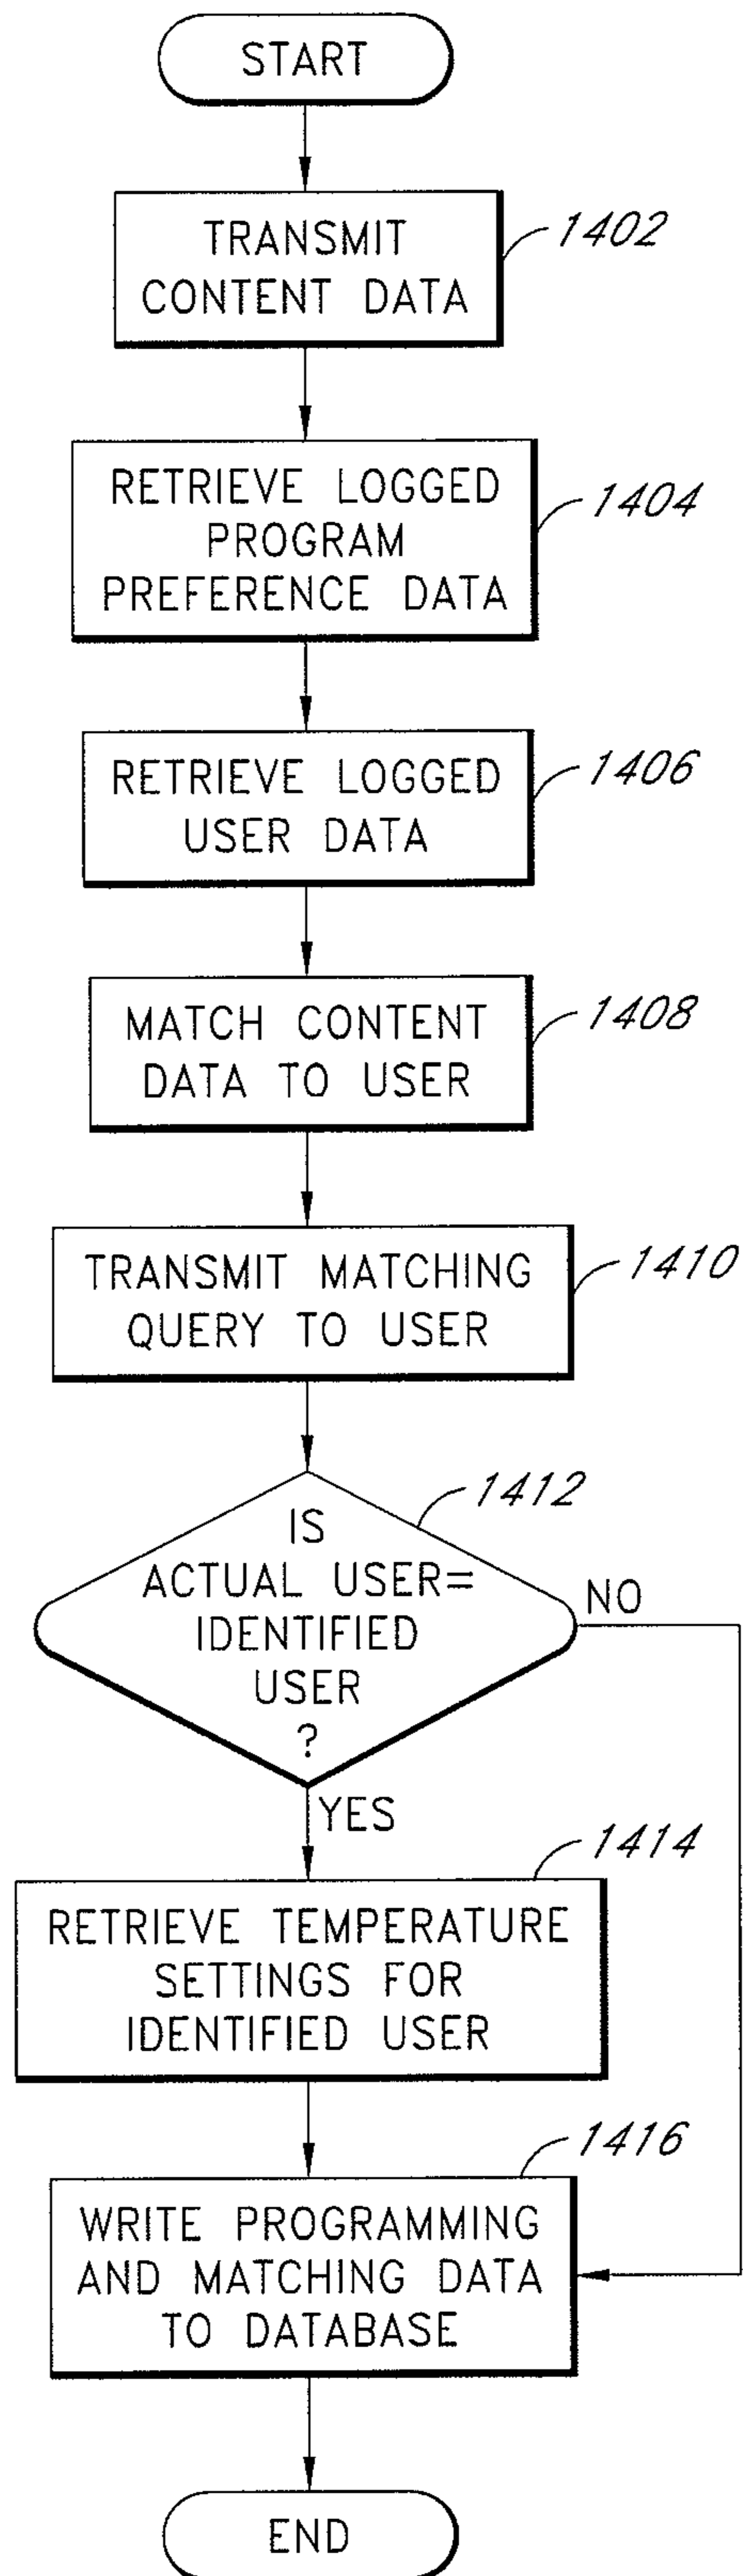 START
TRANSMIT
CONTENT DATA
1402
RETRIEVE LOGGED
PROGRAM
PREFERENCE DATA
1404
RETRIEVE LOGGED
USER DATA
1406
MATCH CONTENT
DATA TO USER
1408
TRANSMIT MATCHING
QUERY TO USER
1410
IS
ACTUAL USER=
IDENTIFIED
USER
?
1412
NO
YES
RETRIEVE TEMPERATURE
SETTINGS FOR
IDENTIFIED USER
1414
WRITE PROGRAMMING
AND MATCHING DATA
TO DATABASE
1416
END